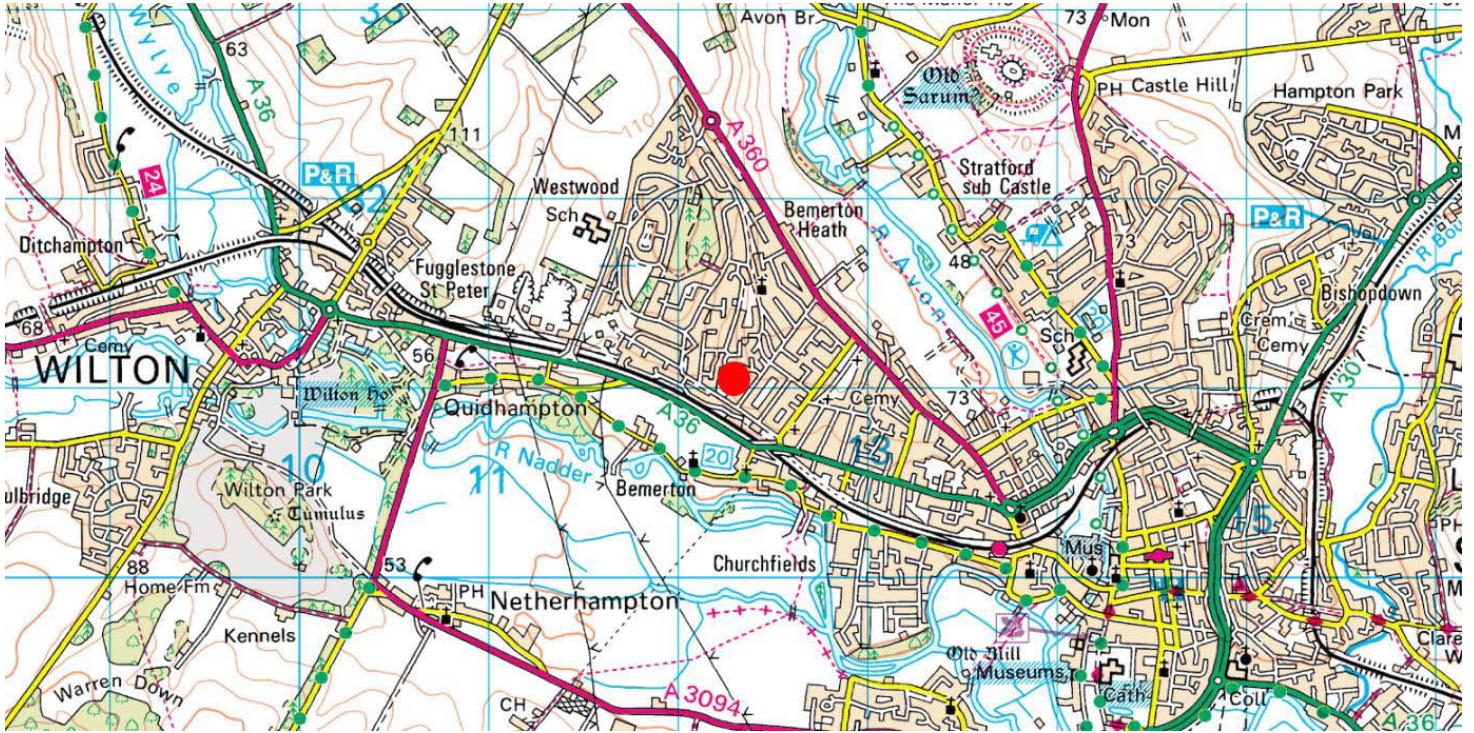 Avon Br.
73
Mon
Wylye
63
A 36
Old
Sarum
PH
Castle Hill
Hampton Park
111
110
A 360
70
24
P&R
32
Westwood
Sch
Stratford
sub Castle
Bemerton
Heath
P&R
Ditchampton
Fugglestone
St Peter
R Avon
48
73
45
Bishopdown
68
Cemy
WILTON
56
Sch
Crem
Cemy
Wilton Ho
Quidhampton
A 36
Cemy
73
A 30
10
11
R Nadder
20
13
Bemerton
ulbridge
Wilton Park
Tumulus
15
PH
88
Home Fm
53
PH
Churchfields
Mus
Netherhampton
Kennels
Old Mill
Museums
Clare
Warren Down
CH
A 3094
Cath
Coll
A 36